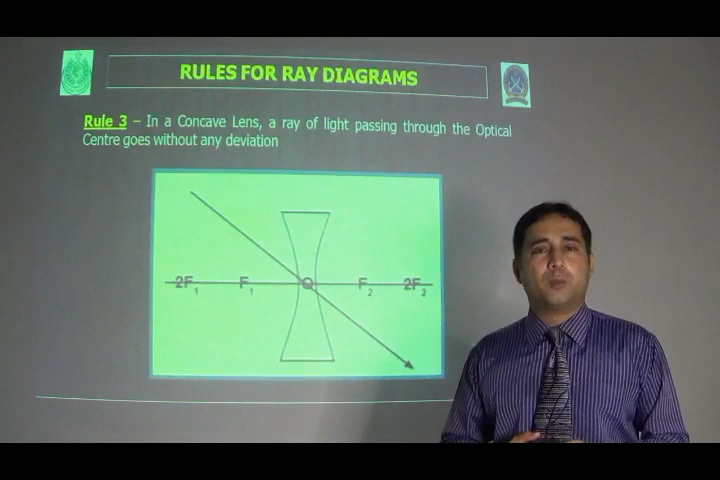 RULES FOR RAY DIAGRAMS
Rule 3 – In a Concave Lens, a ray of light passing through the Optical
Centre goes without any deviation
2F1 F1 O F2 2F2